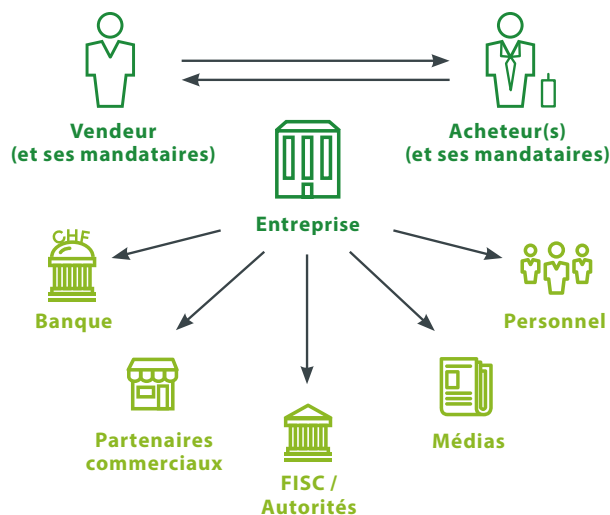 Vendeur
(et ses mandataires)
Acheteur(s)
(et ses mandataires)
Entreprise
CHF
Banque
Personnel
Partenaires
commerciaux
Médias
FISC /
Autorités